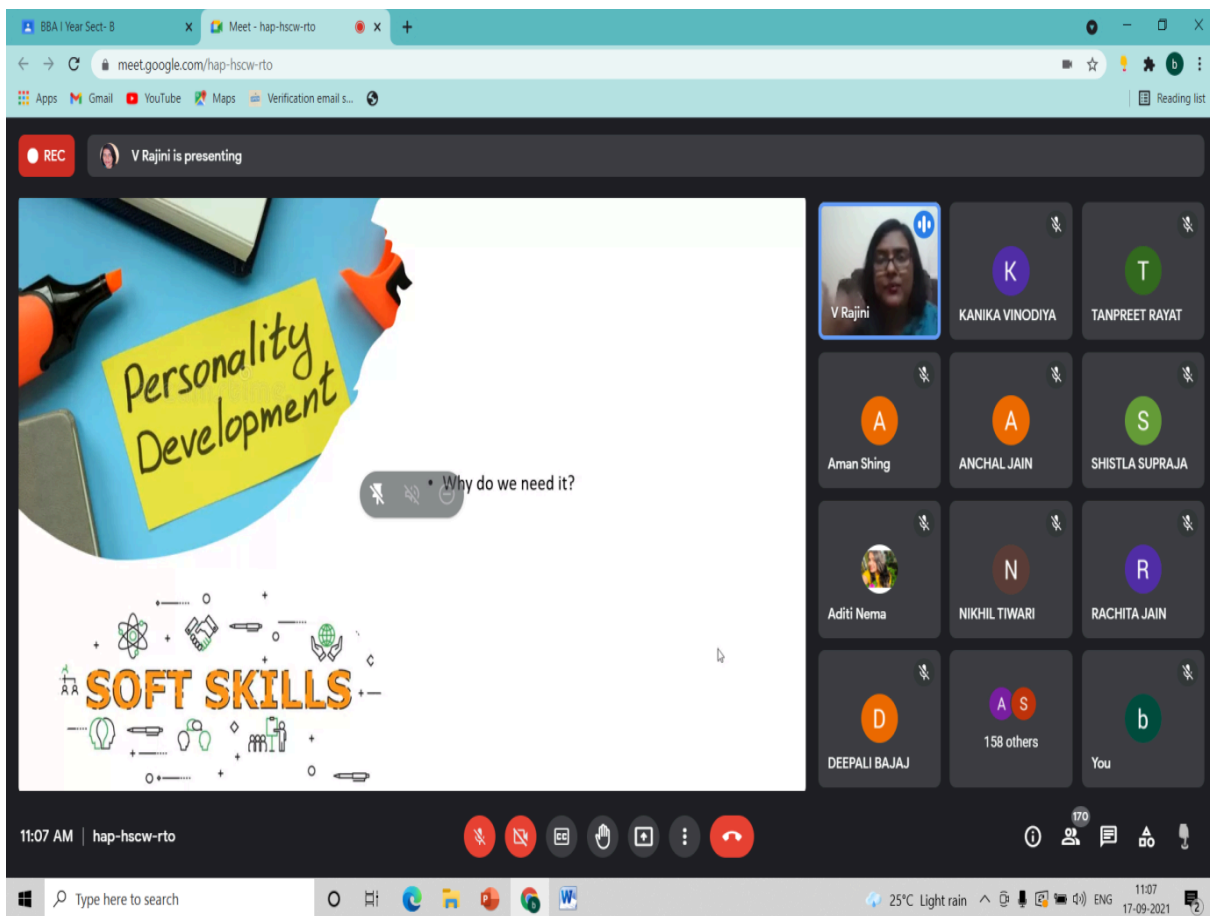 BBA I Year Sect- B
Meet - hap-hscw-rto
meet.google.com/hap-hscw-rto
b
Apps
Gmail
YouTube
Maps
Verification email s...
Reading list
REC
V Rajini is presenting
Personality
Development
• Why do we need it?
SOFT SKILLS
V Rajini
K
KANIKA VINODIYA
T
TANPREET RAYAT
A
Aman Shing
A
ANCHAL JAIN
S
SHISTLA SUPRAJA
Aditi Nema
N
NIKHIL TIWARI
R
RACHITA JAIN
D
DEEPALI BAJAJ
A S
158 others
b
You
11:07 AM | hap-hscw-rto
CC
170
Type here to search
25°C Light rain
ENG
11:07
17-09-2021
2